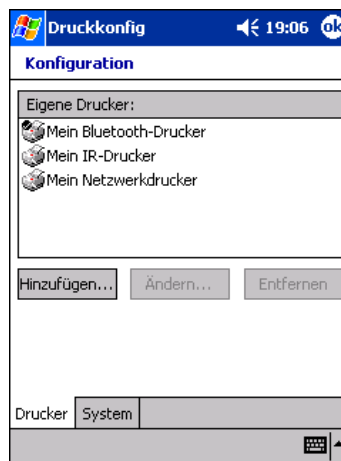 Druckkonfig 19:06 ok
Konfiguration
Eigene Drucker:
Mein Bluetooth-Drucker
Mein IR-Drucker
Mein Netzwerkdrucker
Hinzufügen... Ändern... Entfernen
Drucker System